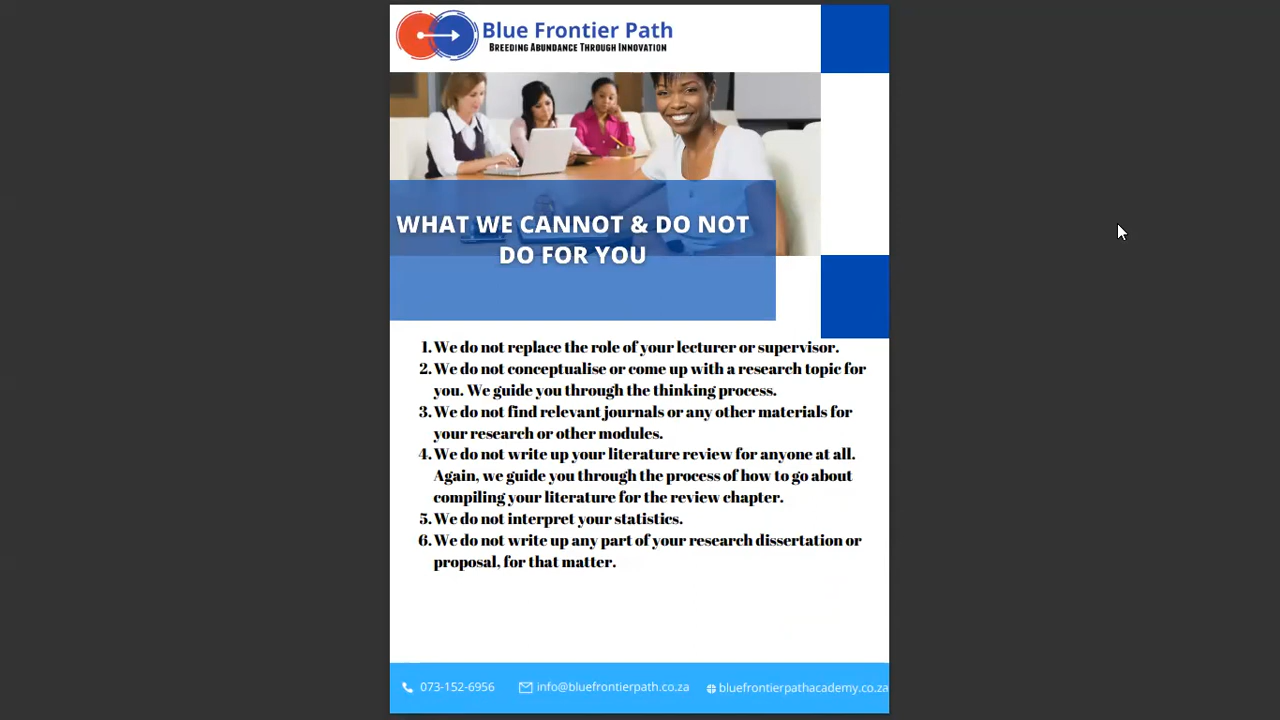 Blue Frontier Path
BREEDING ABUNDANCE THROUGH INNOVATION
WHAT WE CANNOT & DO NOT
DO FOR YOU
1. We do not replace the role of your lecturer or supervisor.
2. We do not conceptualise or come up with a research topic for
you. We guide you through the thinking process.
3. We do not find relevant journals or any other materials for
your research or other modules.
4. We do not write up your literature review for anyone at all.
Again, we guide you through the process of how to go about
compiling your literature for the review chapter.
5. We do not interpret your statistics.
6. We do not write up any part of your research dissertation or
proposal, for that matter.
073-152-6956 info@bluefrontierpath.co.za bluefrontierpathacademy.co.za